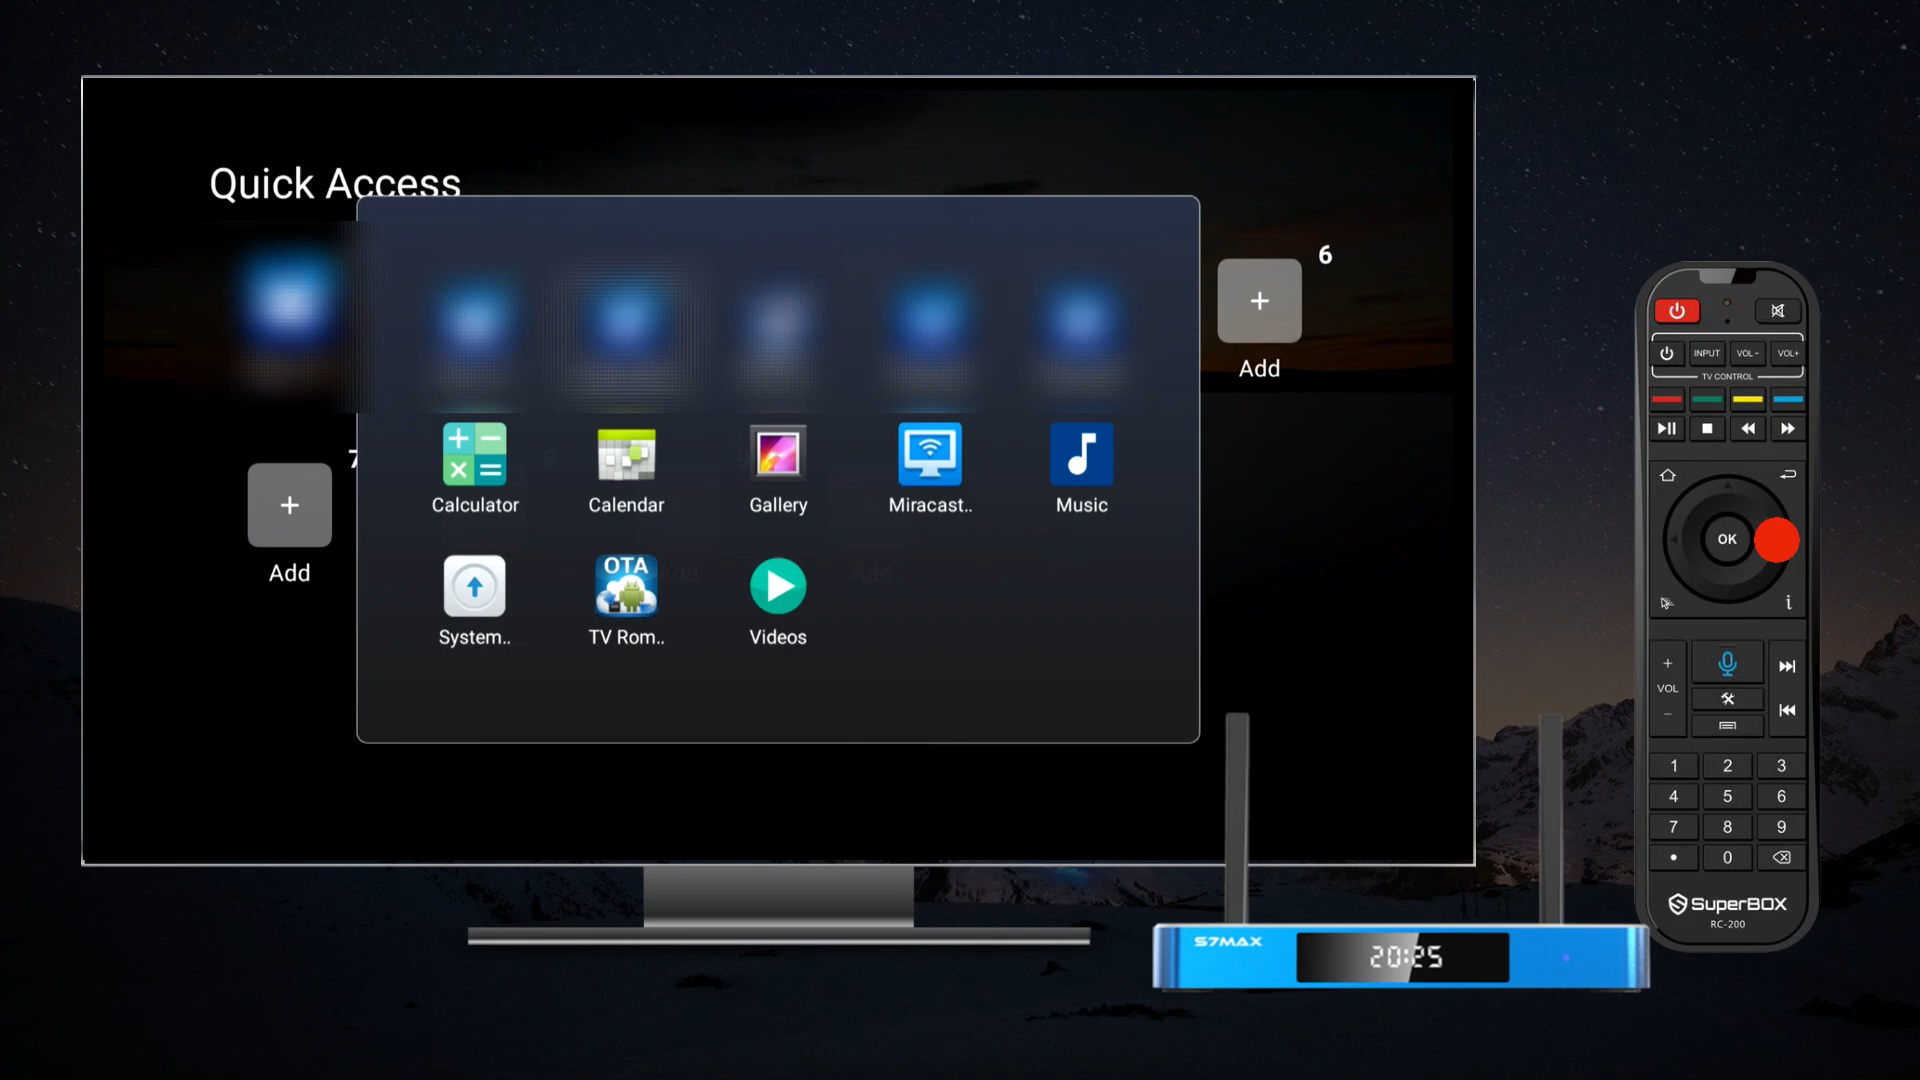 Quick Access
6
+
Add
7
+
Add
Calculator
Calendar
Gallery
Miracast..
Music
OTA
System..
TV Rom..
Videos
INPUT
VOL-
VOL+
TV CONTROL
OK
i
+
VOL
-
1 2 3
4 5 6
7 8 9
0
SuperBOX
RC-200
S7MAX
20:25